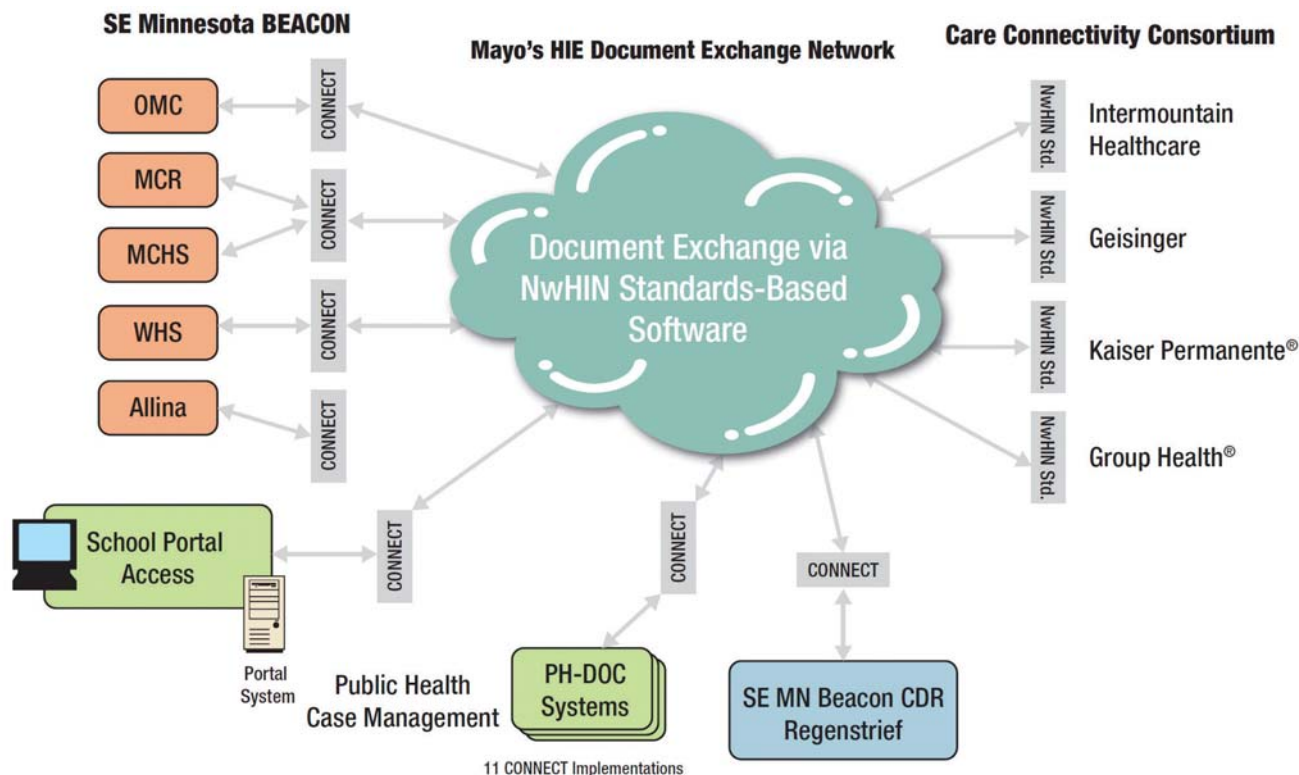 SE Minnesota BEACON
Mayo's HIE Document Exchange Network
Care Connectivity Consortium
OMC
MCR
MCHS
WHS
Allina
CONNECT
CONNECT
CONNECT
CONNECT
Document Exchange via
NwHIN Standards-Based
Software
NwHIN Std.
Intermountain
Healthcare
NwHIN Std.
Geisinger
NwHIN Std.
Kaiser Permanente®
NwHIN Std.
Group Health®
School Portal
Access
CONNECT
CONNECT
CONNECT
Portal
System
Public Health
Case Management
PH-DOC
Systems
SE MN Beacon CDR
Regenstrief
11 CONNECT Implementations